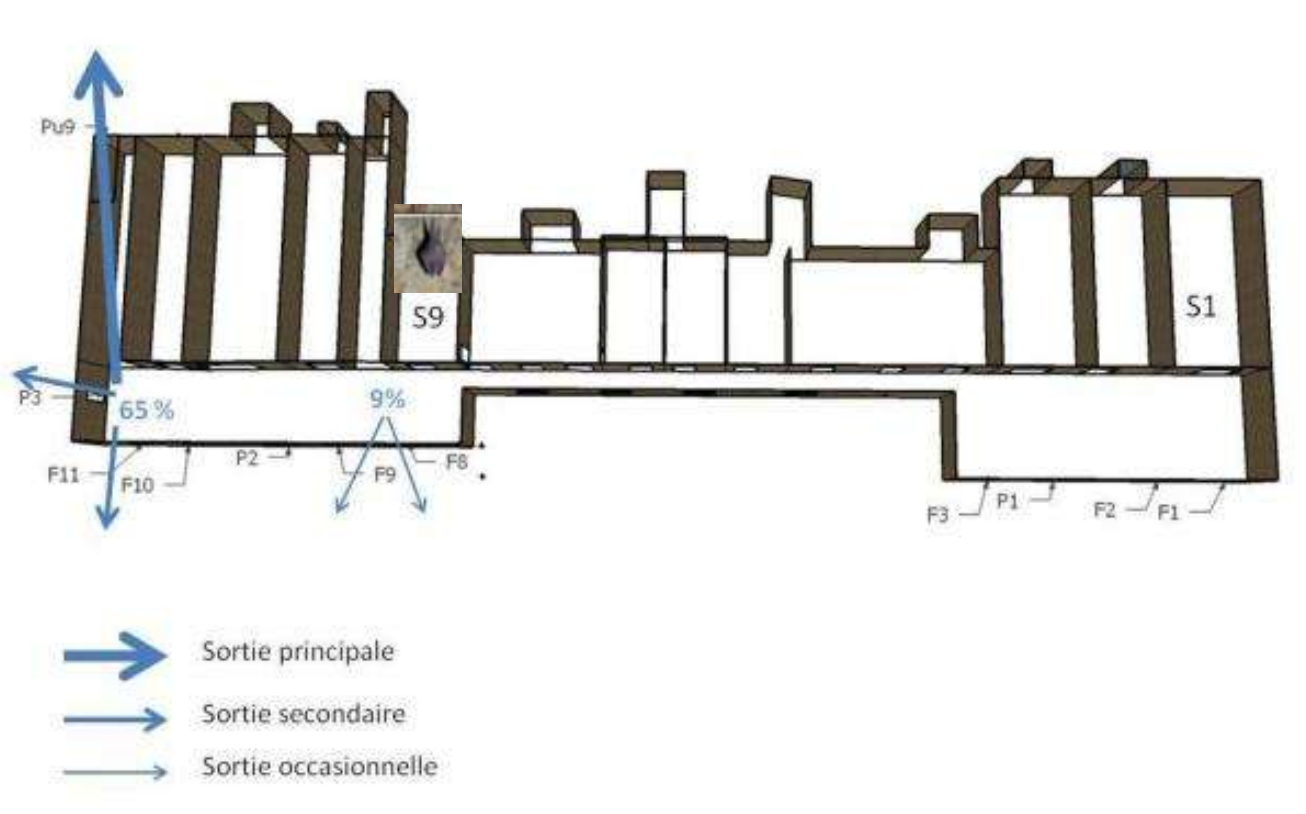 Pu9
S9
S1
P3
65 %
9%
F11
F10
P2
F9
F8
F3
P1
F2
F1
Sortie principale
Sortie secondaire
Sortie occasionnelle